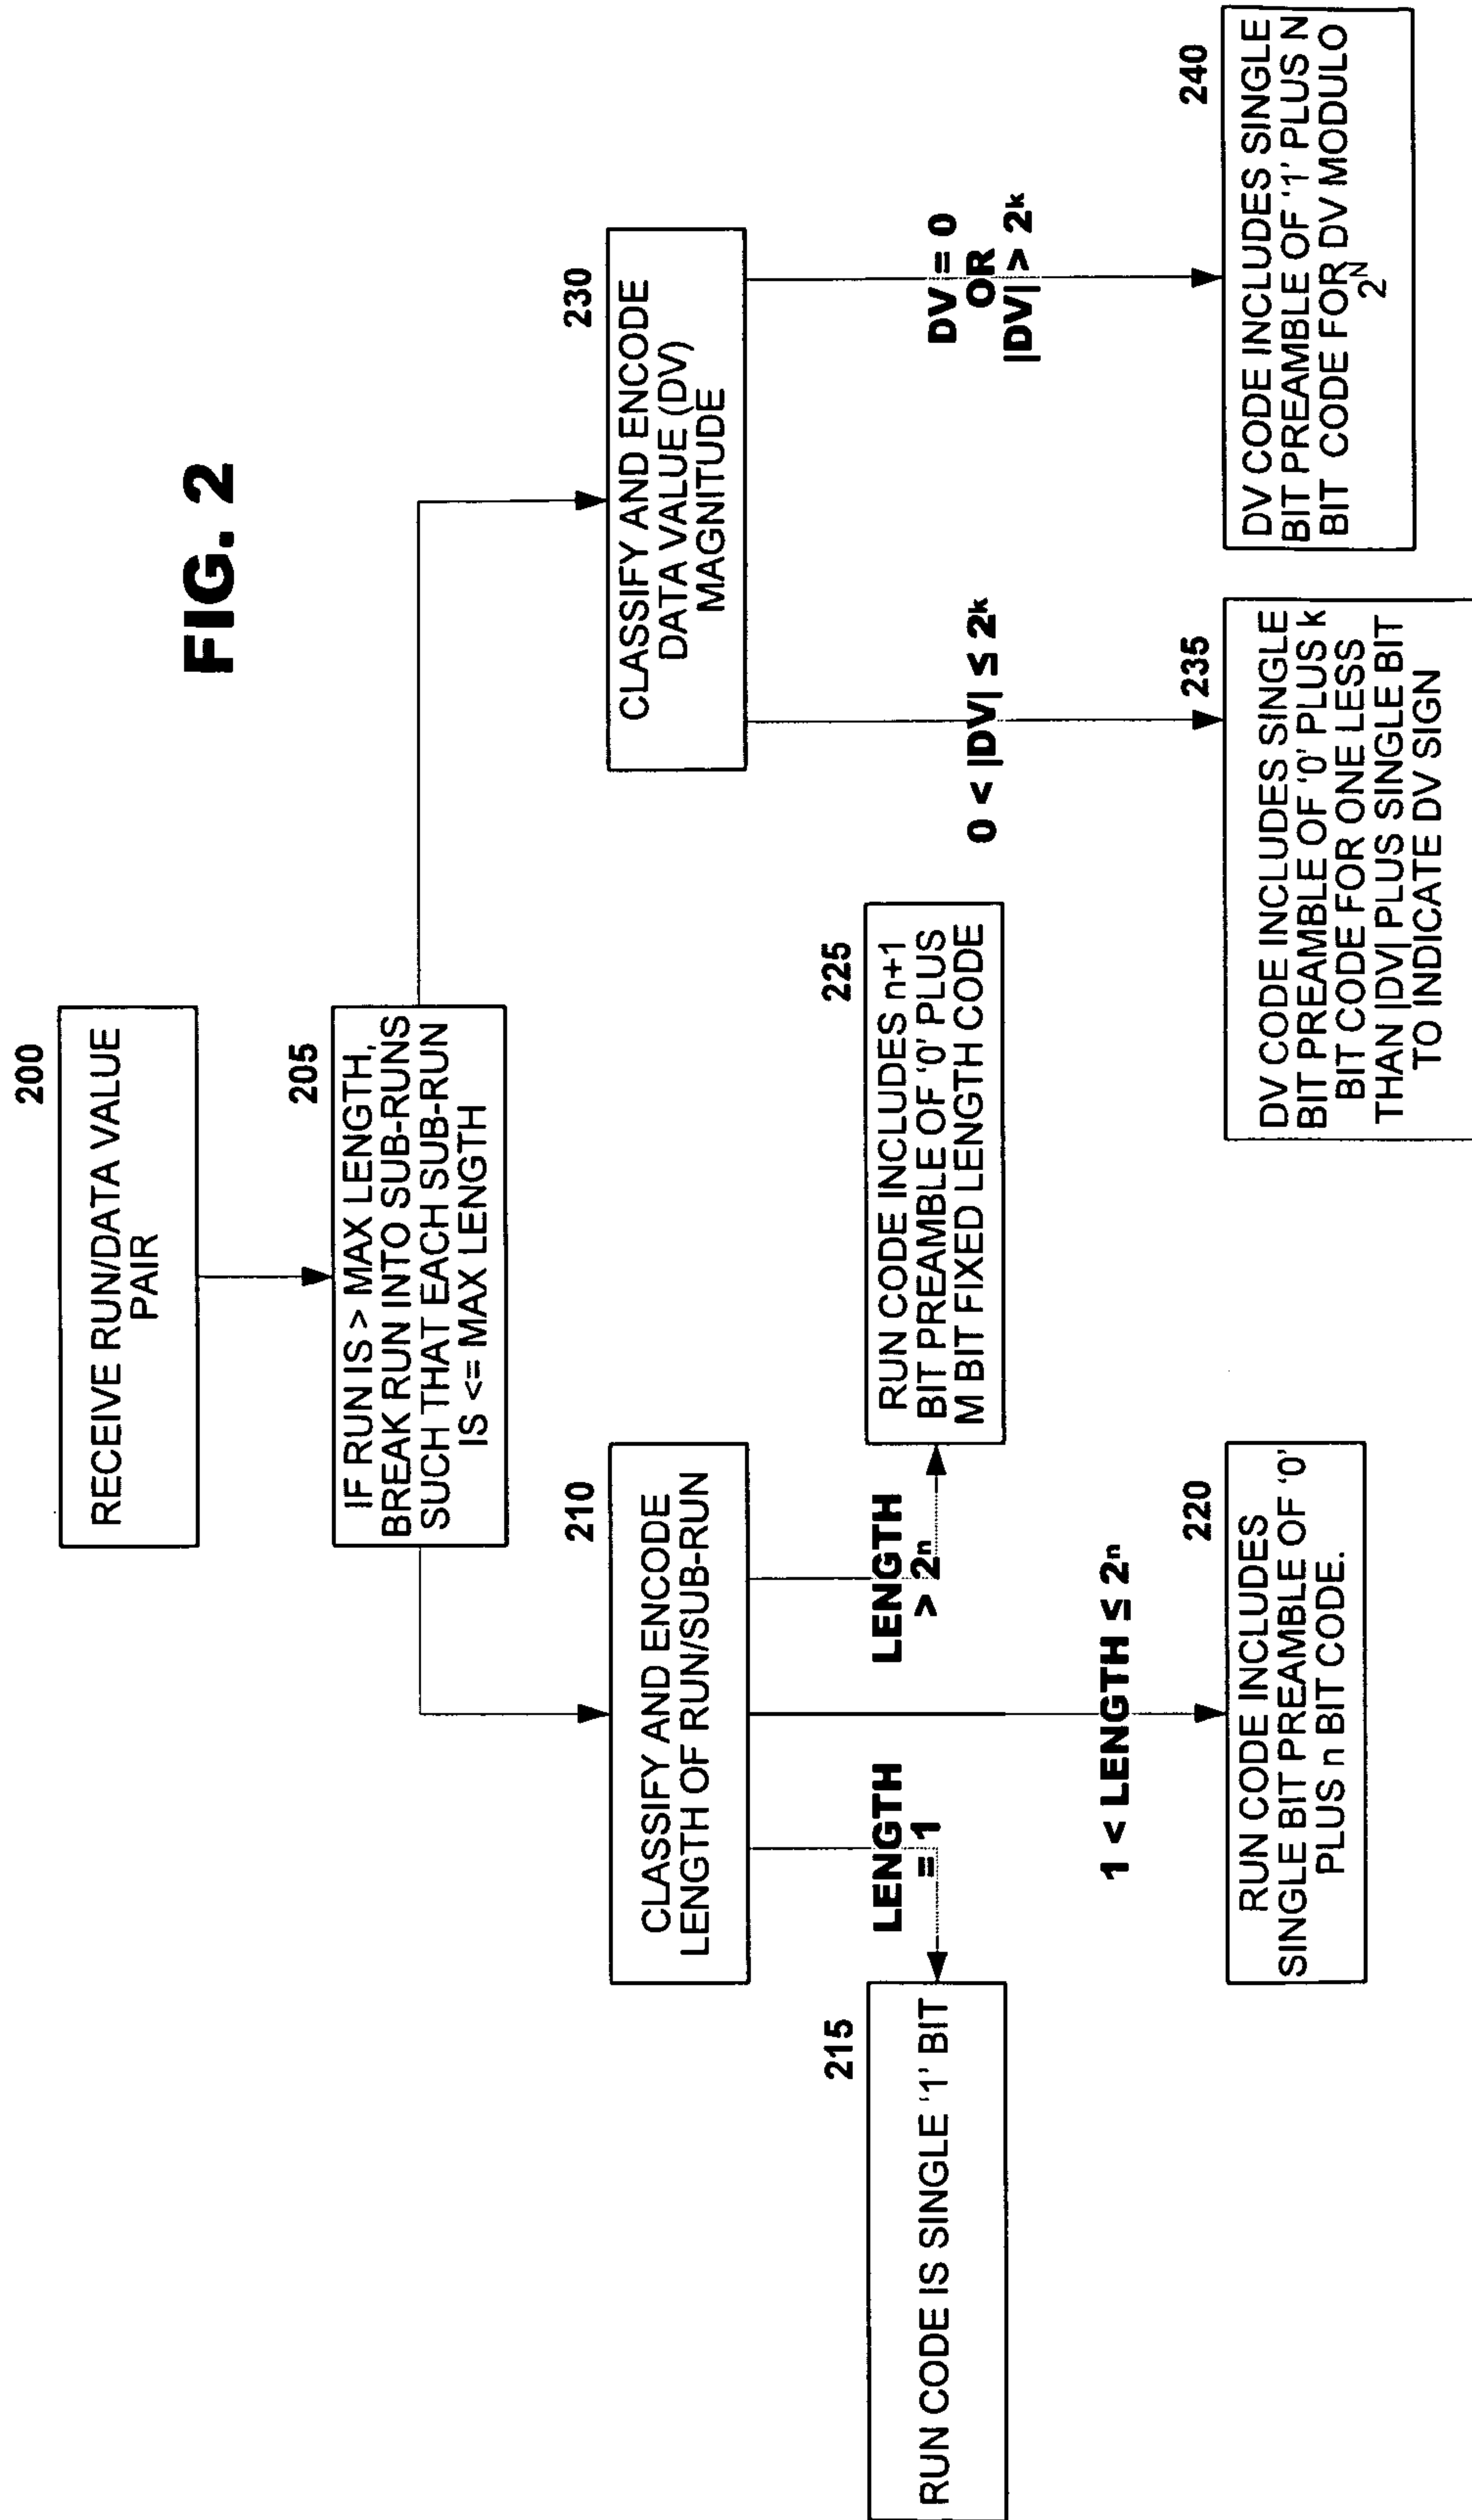 FIG. 2
200
RECEIVE RUN/DATA VALUE
PAIR
205
IF RUN IS > MAX LENGTH,
BREAK RUN INTO SUB-RUNS
SUCH THAT EACH SUB-RUN
IS <= MAX LENGTH
210
CLASSIFY AND ENCODE
LENGTH OF RUN/SUB-RUN
230
CLASSIFY AND ENCODE
DATA VALUE (DV)
MAGNITUDE
LENGTH
= 1
LENGTH
> 2ⁿ
1 < LENGTH ≤ 2ⁿ
0 < |DV| ≤ 2ᵏ
DV = 0
OR
|DV| > 2ᵏ
215
RUN CODE IS SINGLE '1' BIT
225
RUN CODE INCLUDES n+1
BIT PREAMBLE OF '0' PLUS
M BIT FIXED LENGTH CODE
220
RUN CODE INCLUDES
SINGLE BIT PREAMBLE OF '0'
PLUS n BIT CODE.
235
DV CODE INCLUDES SINGLE
BIT PREAMBLE OF '0' PLUS k
BIT CODE FOR ONE LESS
THAN |DV| PLUS SINGLE BIT
TO INDICATE DV SIGN
240
DV CODE INCLUDES SINGLE
BIT PREAMBLE OF '1' PLUS N
BIT CODE FOR DV MODULO
2ᴺ